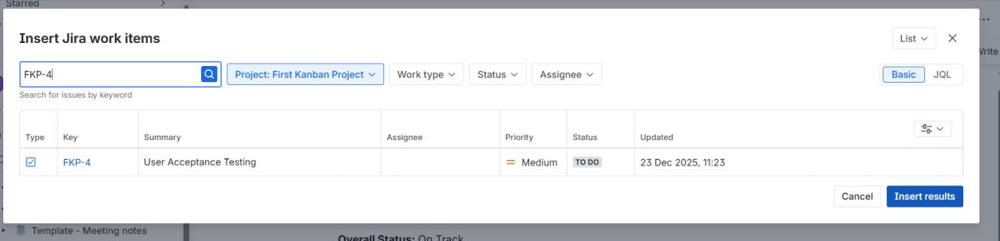 Starred
Insert Jira work items
List
Write
FKP-4
Project: First Kanban Project
Work type
Status
Assignee
Basic
JQL
Search for issues by keyword
Type Key Summary Assignee Priority Status Updated
FKP-4 User Acceptance Testing Medium TO DO 23 Dec 2025, 11:23
Cancel
Insert results
Template - Meeting notes
Overall Status: On Track